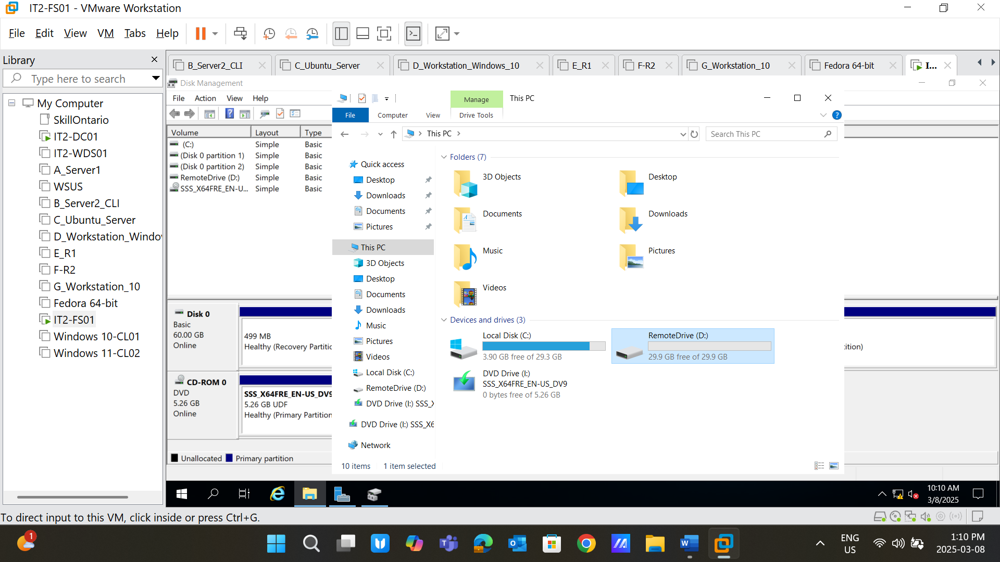 IT2-FS01 - VMware Workstation
File Edit View VM Tabs Help
Library
Type here to search
My Computer
SkillOntario
IT2-DC01
IT2-WDS01
A_Server1
WSUS
B_Server2_CLI
C_Ubuntu_Server
D_Workstation_Windo
E_R1
F-R2
G_Workstation_10
Fedora 64-bit
IT2-FS01
Windows 10-CL01
Windows 11-CL02
B_Server2_CLI C_Ubuntu_Server D_Workstation_Windows_10 E_R1 F-R2 G_Workstation_10 Fedora 64-bit I...
Disk Management
File Action View Help
Volume Layout Type
(C:) Simple Basic
(Disk 0 partition 1) Simple Basic
(Disk 0 partition 2) Simple Basic
RemoteDrive (D:) Simple Basic
SSS_X64FRE_EN-U... Simple Basic
Disk 0
Basic
60.00 GB
Online
499 MB
Healthy (Recovery Partitic
ition)
CD-ROM 0
DVD
5.26 GB
Online
SSS_X64FRE_EN-US_DV9
5.26 GB UDF
Healthy (Primary Partition
Unallocated Primary partition
Manage This PC
File Computer View Drive Tools
This PC
Search This PC
Quick access
Desktop
Downloads
Documents
Pictures
This PC
3D Objects
Desktop
Documents
Downloads
Music
Pictures
Videos
Local Disk (C:)
RemoteDrive (D:)
DVD Drive (I:) SSS_X
DVD Drive (I:) SSS_X6
Network
Folders (7)
3D Objects
Desktop
Documents
Downloads
Music
Pictures
Videos
Devices and drives (3)
Local Disk (C:)
3.90 GB free of 29.3 GB
RemoteDrive (D:)
29.9 GB free of 29.9 GB
DVD Drive (I:)
SSS_X64FRE_EN-US_DV9
0 bytes free of 5.26 GB
10 items 1 item selected
10:10 AM
3/8/2025
To direct input to this VM, click inside or press Ctrl+G.
1
ENG
US
1:10 PM
2025-03-08